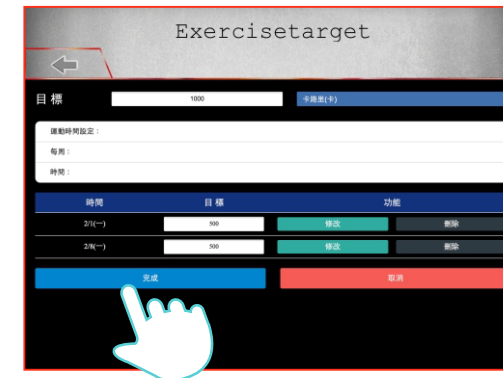 Exercisetarget
目標 1000 卡路里(卡)
運動時間設定：
每周：
時間：
時間 目標 功能
2/1(一) 500 修改 刪除
2/8(一) 500 修改 刪除
完成 取消